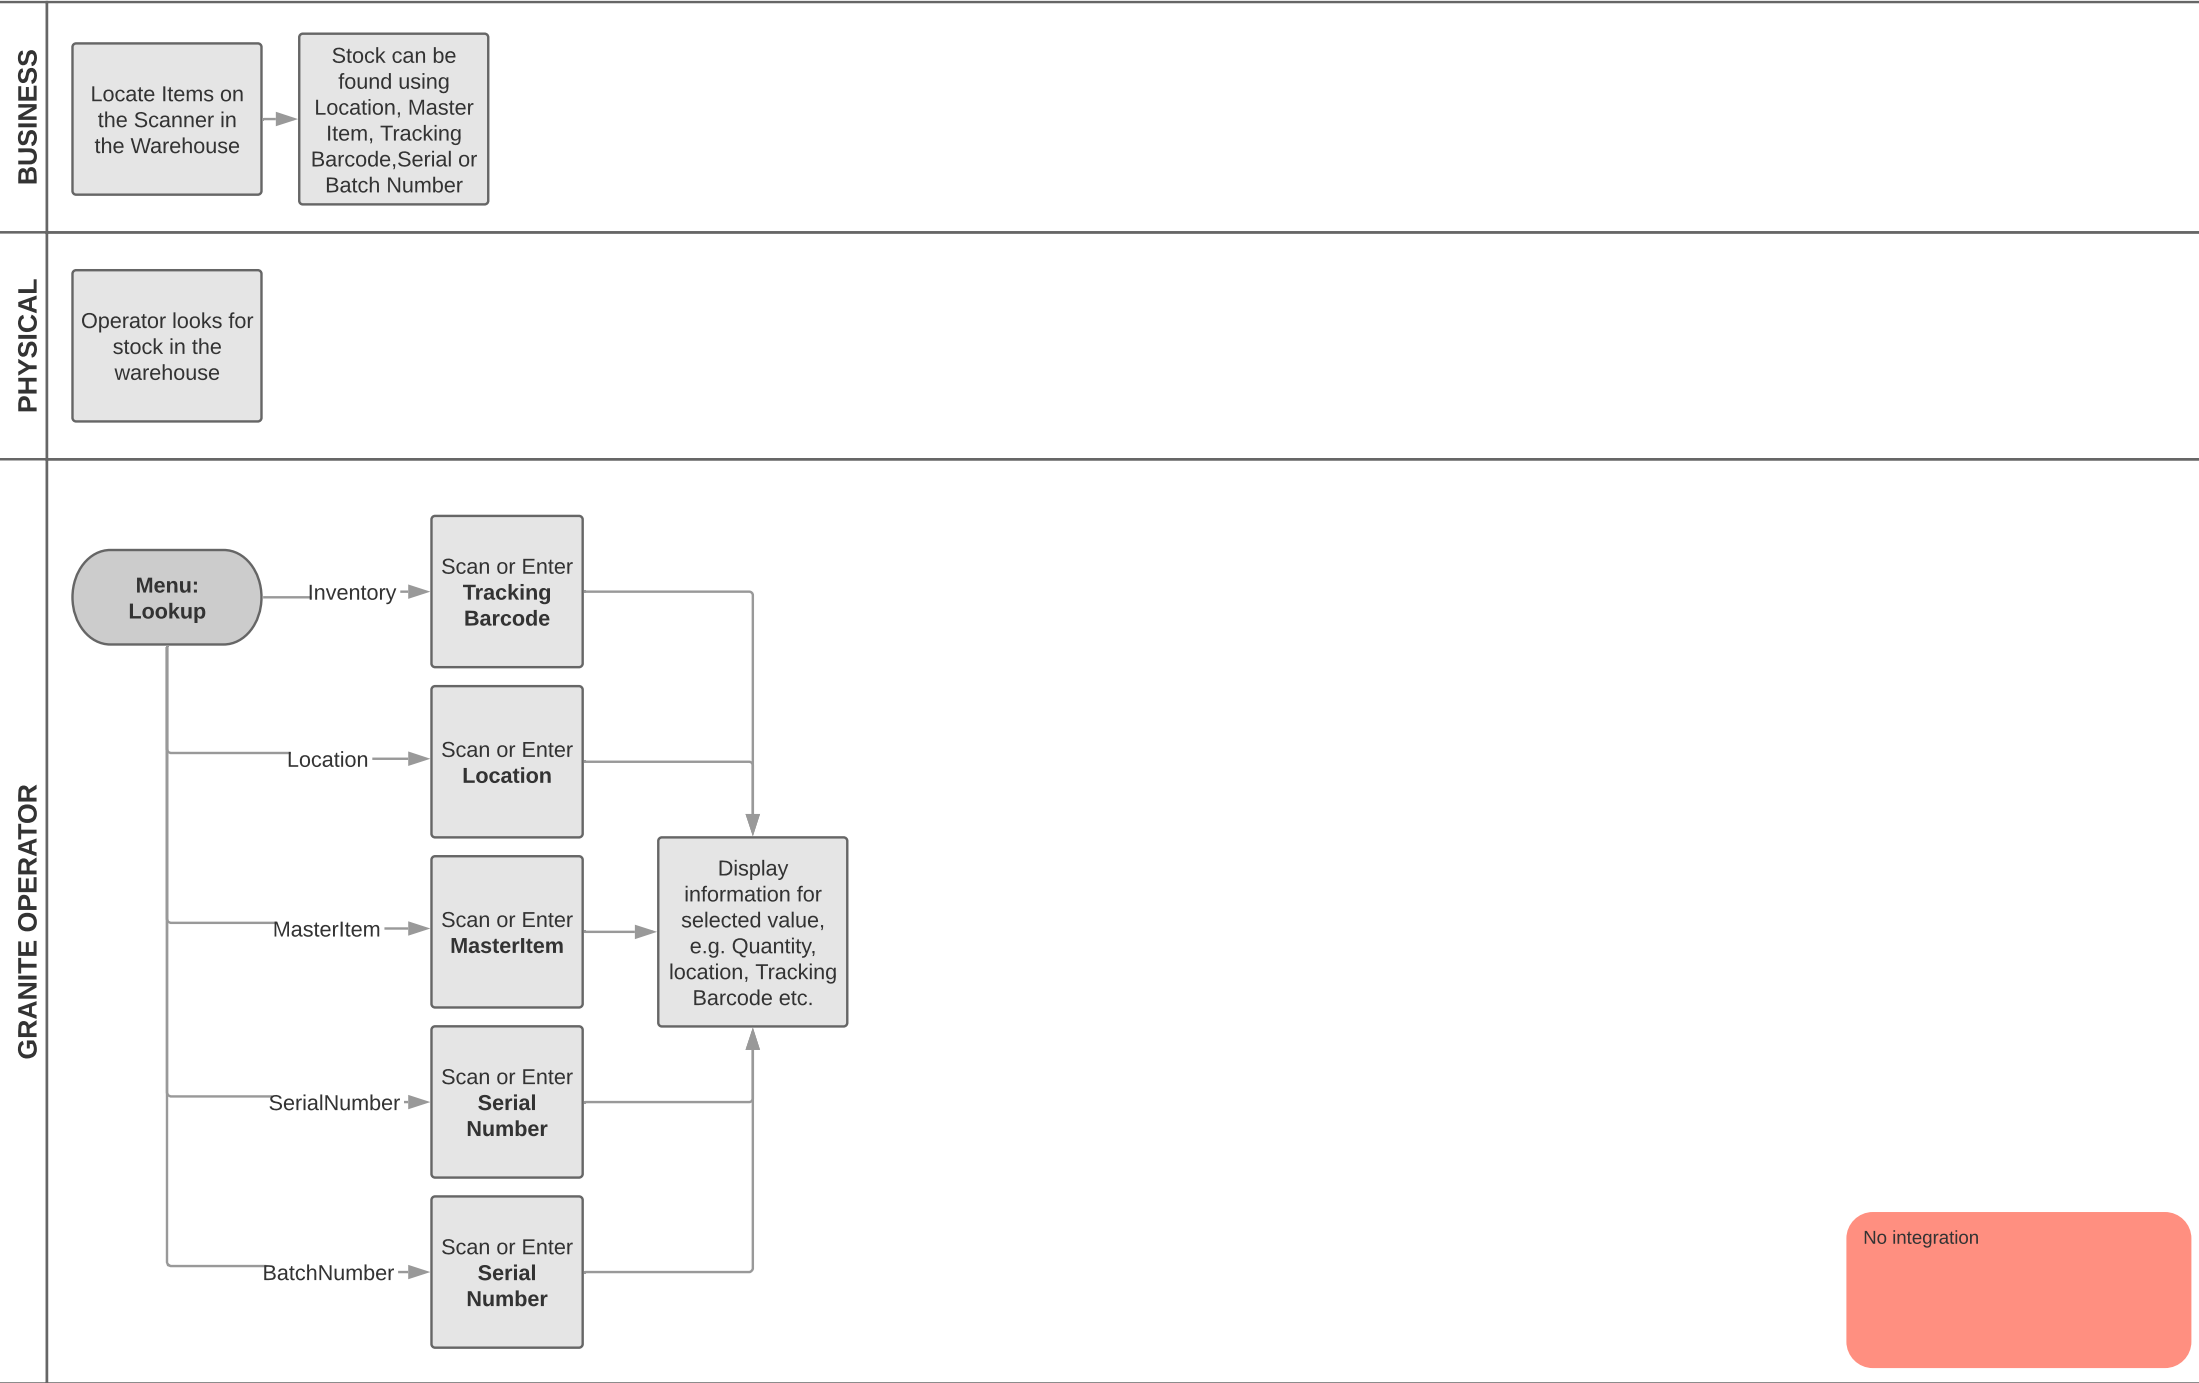 BUSINESS
Locate Items on
the Scanner in
the Warehouse
Stock can be
found using
Location, Master
Item, Tracking
Barcode,Serial or
Batch Number
PHYSICAL
Operator looks for
stock in the
warehouse
GRANITE OPERATOR
Menu:
Lookup
Inventory
Scan or Enter
Tracking
Barcode
Location
Scan or Enter
Location
MasterItem
Scan or Enter
MasterItem
Display
information for
selected value,
e.g. Quantity,
location, Tracking
Barcode etc.
SerialNumber
Scan or Enter
Serial
Number
BatchNumber
Scan or Enter
Serial
Number
No integration